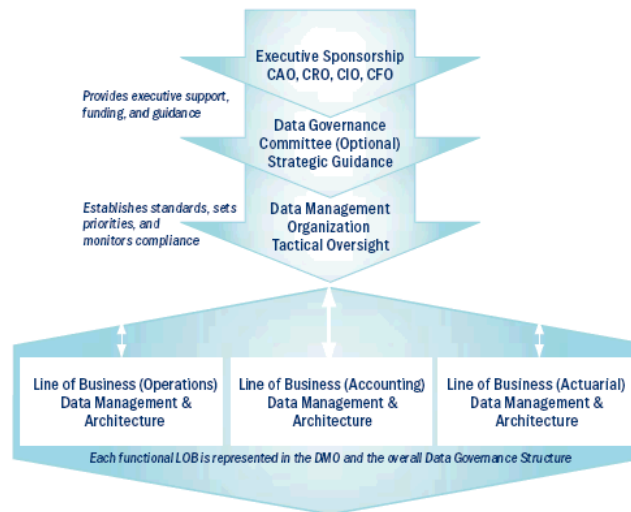 Executive Sponsorship
CAO, CRO, CIO, CFO
Provides executive support,
funding, and guidance
Data Governance
Committee (Optional)
Strategic Guidance
Establishes standards, sets
priorities, and
monitors compliance
Data Management
Organization
Tactical Oversight
Line of Business (Operations)
Data Management &
Architecture
Line of Business (Accounting)
Data Management &
Architecture
Line of Business (Actuarial)
Data Management &
Architecture
Each functional LOB is represented in the DMO and the overall Data Governance Structure